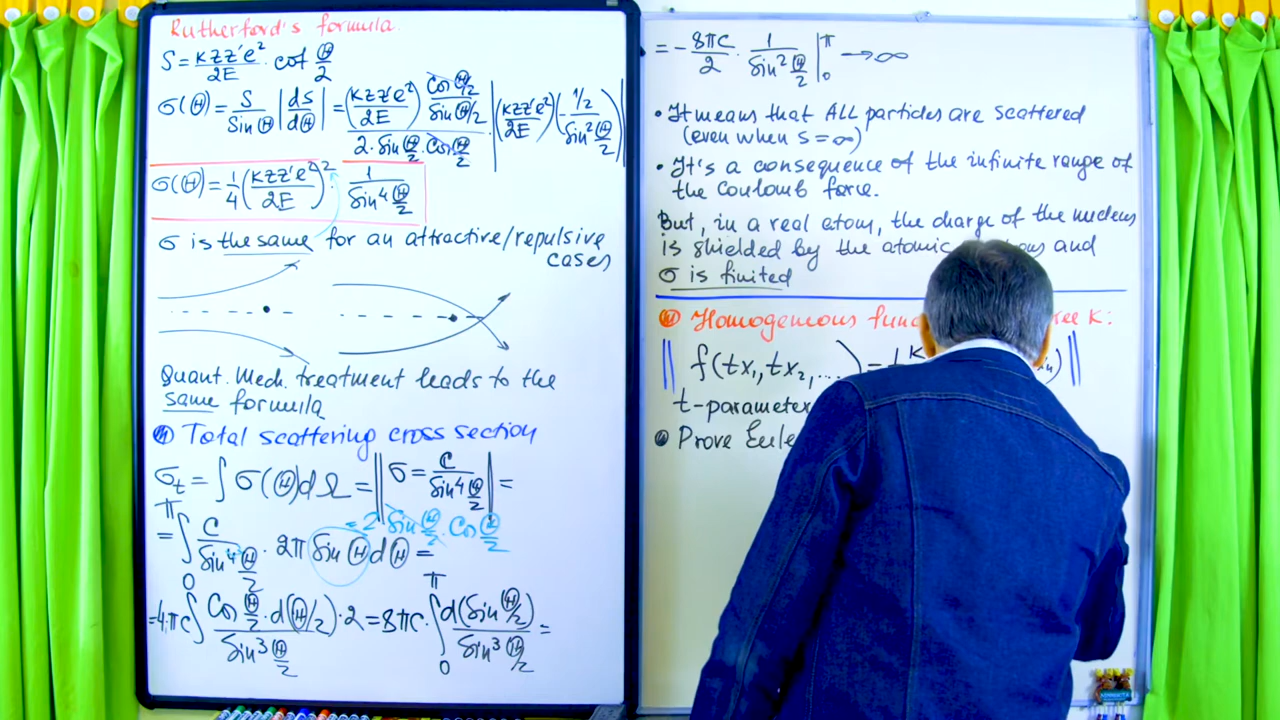 Rutherford's formula.
S = KZZ'e²/2E · cot Θ/2
σ(Θ) = S/Sin Θ |dS/dΘ| = (KZZ'e²/2E) Cos Θ/2 / Sin Θ/2 / 2·Sin Θ/2·Cos Θ/2 · |(KZZ'e²/2E)(-1/2 / Sin² Θ/2)|
σ(Θ) = 1/4 (KZZ'e²/2E)² · 1/Sin⁴ Θ/2
σ is the same for an attractive/repulsive
cases
Quant. Mech. treatment leads to the
same formula
Total scattering cross section
σt = ∫ σ(Θ)dΩ = || σ = C/Sin⁴ Θ/2 || =
= 2 Sin Θ/2 · Cos Θ/2
= ∫₀^π C/Sin⁴ Θ/2 · 2π Sin Θ dΘ =
= 4πC ∫ Cos Θ/2 · d(Θ/2)·2 / Sin³ Θ/2 = 8πC · ∫₀^π d(Sin Θ/2) / Sin³ Θ/2 =
= - 8πC/2 · 1/Sin² Θ/2 |₀^π → ∞
• It means that ALL particles are scattered
(even when s = ∞)
• It's a consequence of the infinite range of
the Coulomb force.
But, in a real atom, the charge of the nucleus
is shielded by the atomic and
σ is finited
Homogeneous K:
|| f(tx₁, tx₂, ...) = t^K ) ||
t-parameter
Prove